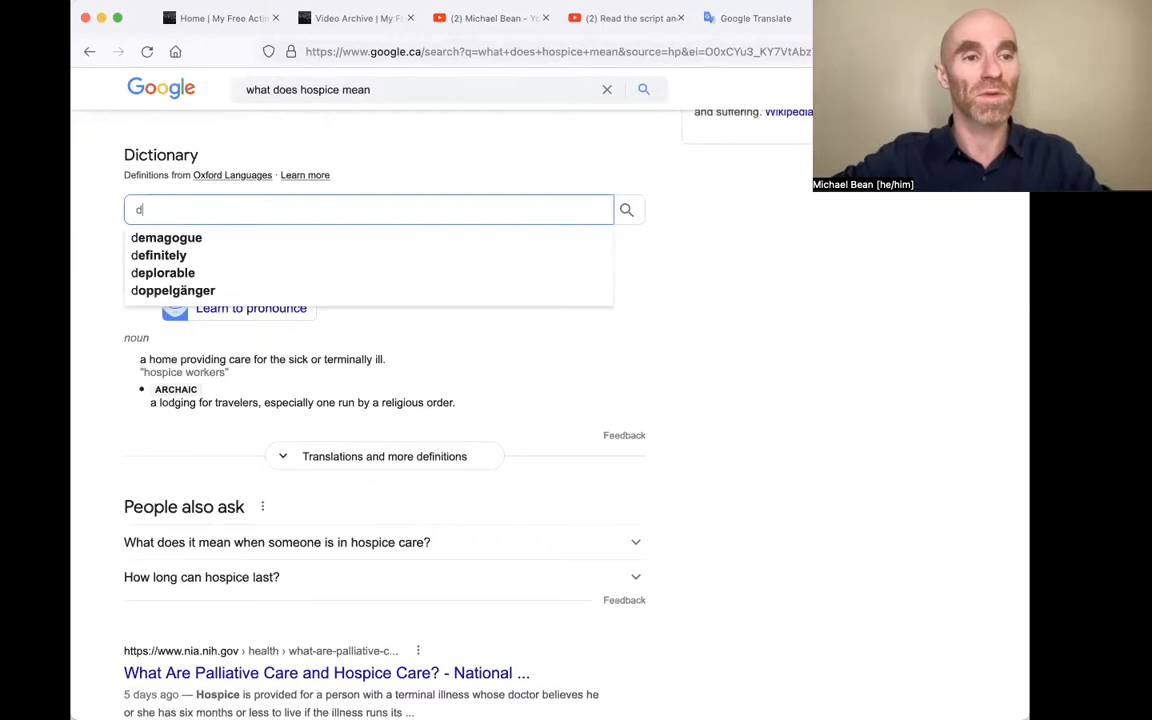 Home | My Free Actin
Video Archive | My F
(2) Michael Bean - Yo
(2) Read the script an
Google Translate
https://www.google.ca/search?q=what+does+hospice+mean&source=hp&ei=O0xCYu3_KY7VtAbz
Google
what does hospice mean
and suffering. Wikipedia
Michael Bean [he/him]
Dictionary
Definitions from Oxford Languages · Learn more
d
demagogue
definitely
deplorable
doppelgänger
Learn to pronounce
noun
a home providing care for the sick or terminally ill.
"hospice workers"
• ARCHAIC
a lodging for travelers, especially one run by a religious order.
Feedback
Translations and more definitions
People also ask
What does it mean when someone is in hospice care?
How long can hospice last?
Feedback
https://www.nia.nih.gov › health › what-are-palliative-c...
What Are Palliative Care and Hospice Care? - National ...
5 days ago — Hospice is provided for a person with a terminal illness whose doctor believes he
or she has six months or less to live if the illness runs its ...